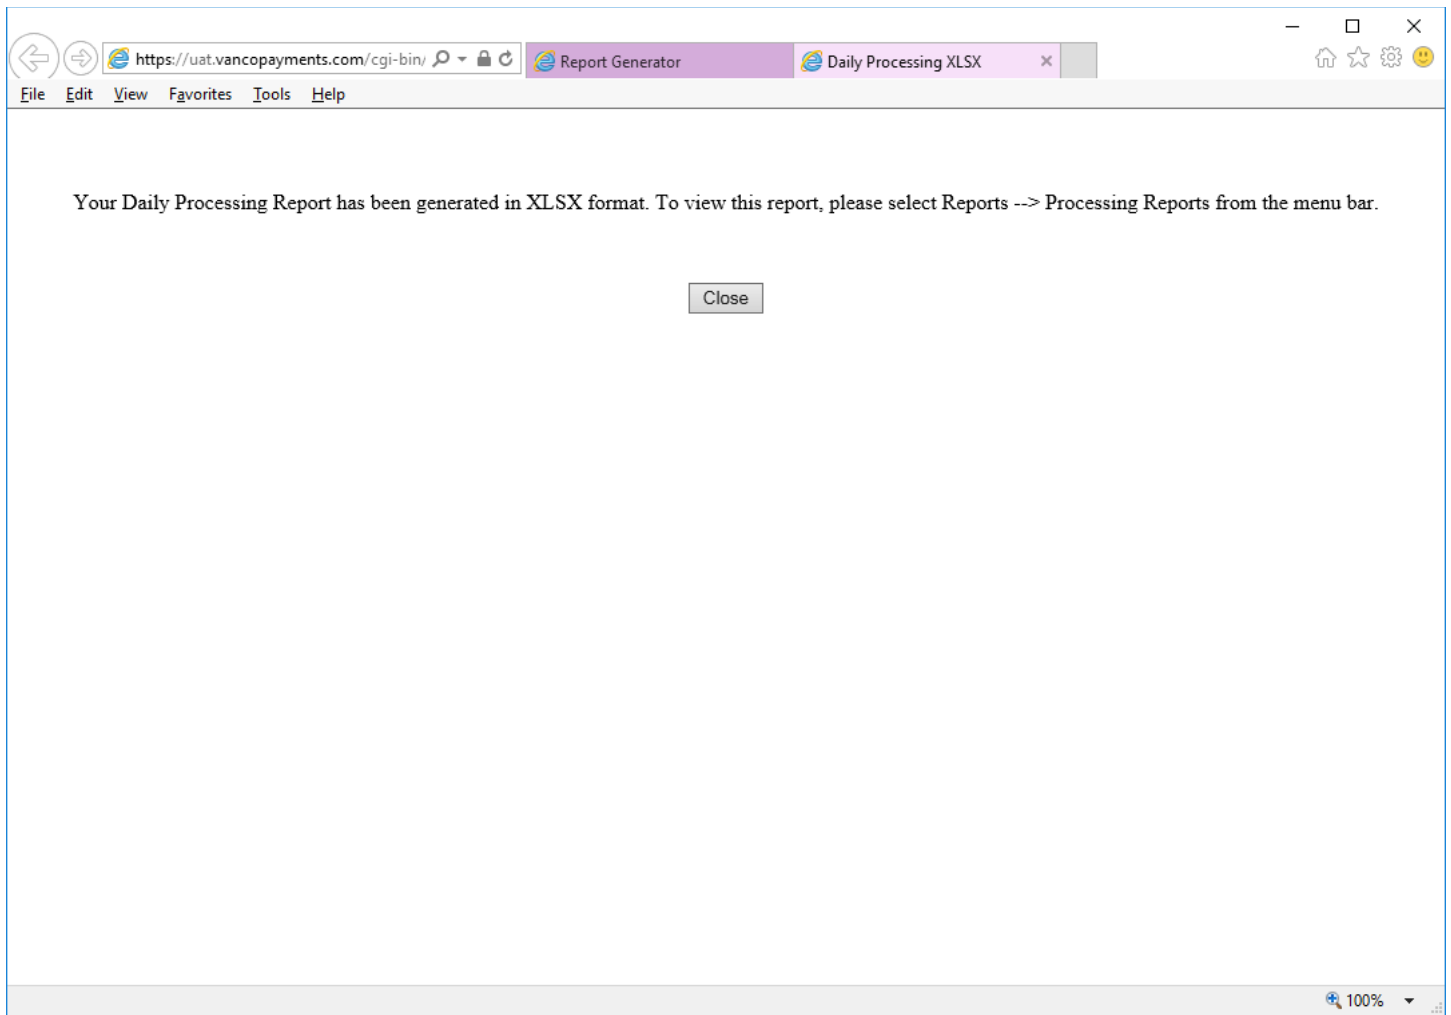 https://uat.vancopayments.com/cgi-bin/
Report Generator
Daily Processing XLSX
File Edit View Favorites Tools Help
Your Daily Processing Report has been generated in XLSX format. To view this report, please select Reports --> Processing Reports from the menu bar.
Close
100%